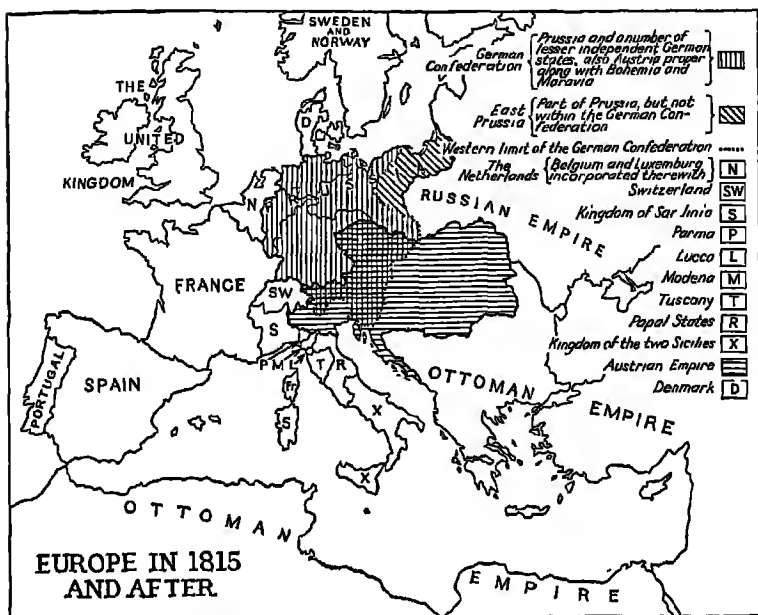 SWEDEN
AND
NORWAY
THE
UNITED
KINGDOM
D
N
RUSSIAN EMPIRE
FRANCE
SW
S
P M L T R
Fr
S
X
X
SPAIN
PORTUGAL
OTTOMAN
EMPIRE
OTTOMAN
EMPIRE
EUROPE IN 1815
AND AFTER
German Confederation { Prussia and a number of
lesser independent German
states, also Austria proper
along with Bohemia and
Moravia }
East Prussia { Part of Prussia, but not
within the German Con-
federation }
Western limit of the German Confederation
The Netherlands { Belgium and Luxemburg
incorporated therewith } N
Switzerland SW
Kingdom of Sar inia S
Parma P
Lucca L
Modena M
Tuscany T
Papal States R
Kingdom of the two Sicilies X
Austrian Empire
Denmark D